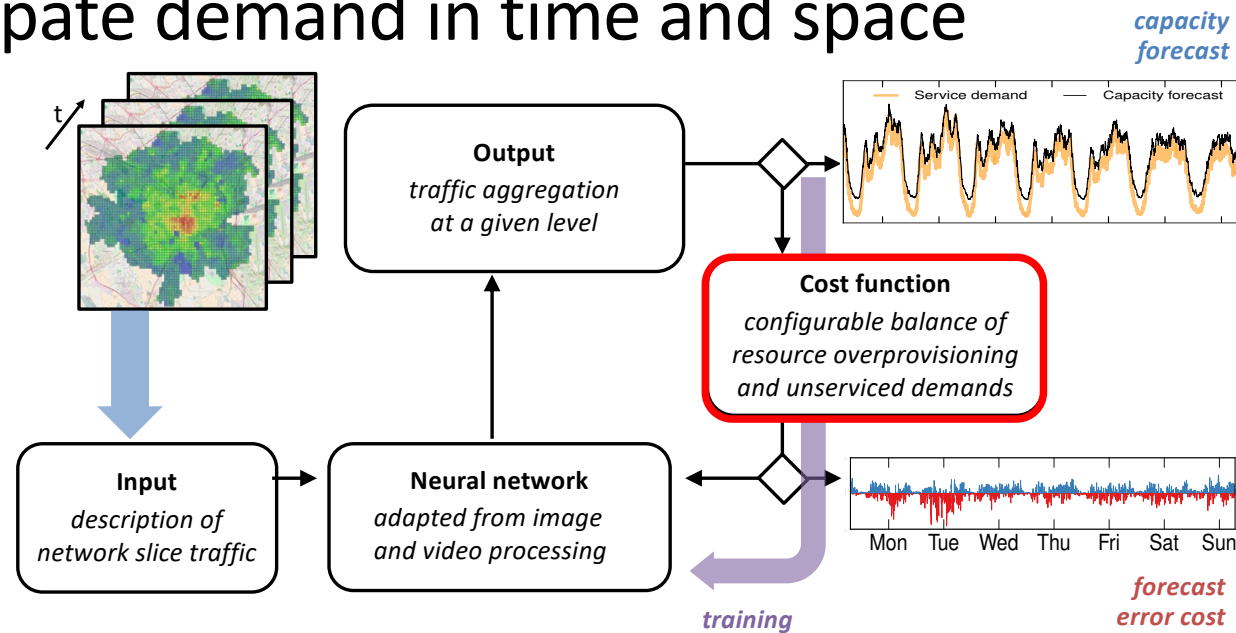 pate demand in time and space
capacity
forecast
t
Service demand
Capacity forecast
Output
traffic aggregation
at a given level
Cost function
configurable balance of
resource overprovisioning
and unserviced demands
Input
description of
network slice traffic
Neural network
adapted from image
and video processing
Mon Tue Wed Thu Fri Sat Sun
training
forecast
error cost